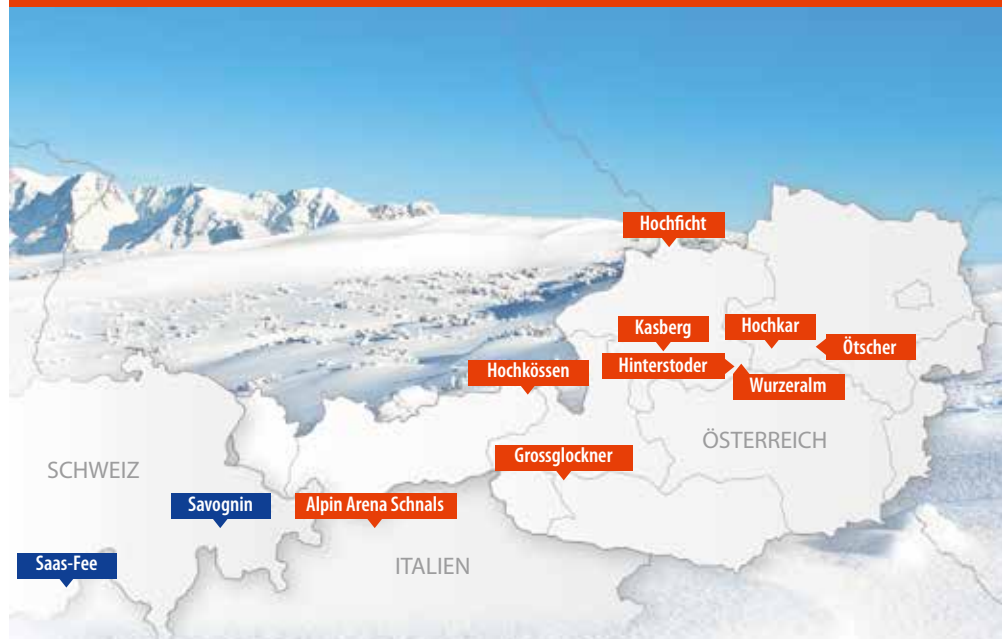 Hochficht
Kasberg
Hochkar
Ötscher
Hinterstoder
Hochkössen
Wurzeralm
ÖSTERREICH
Grossglockner
SCHWEIZ
Savognin
Alpin Arena Schnals
Saas-Fee
ITALIEN